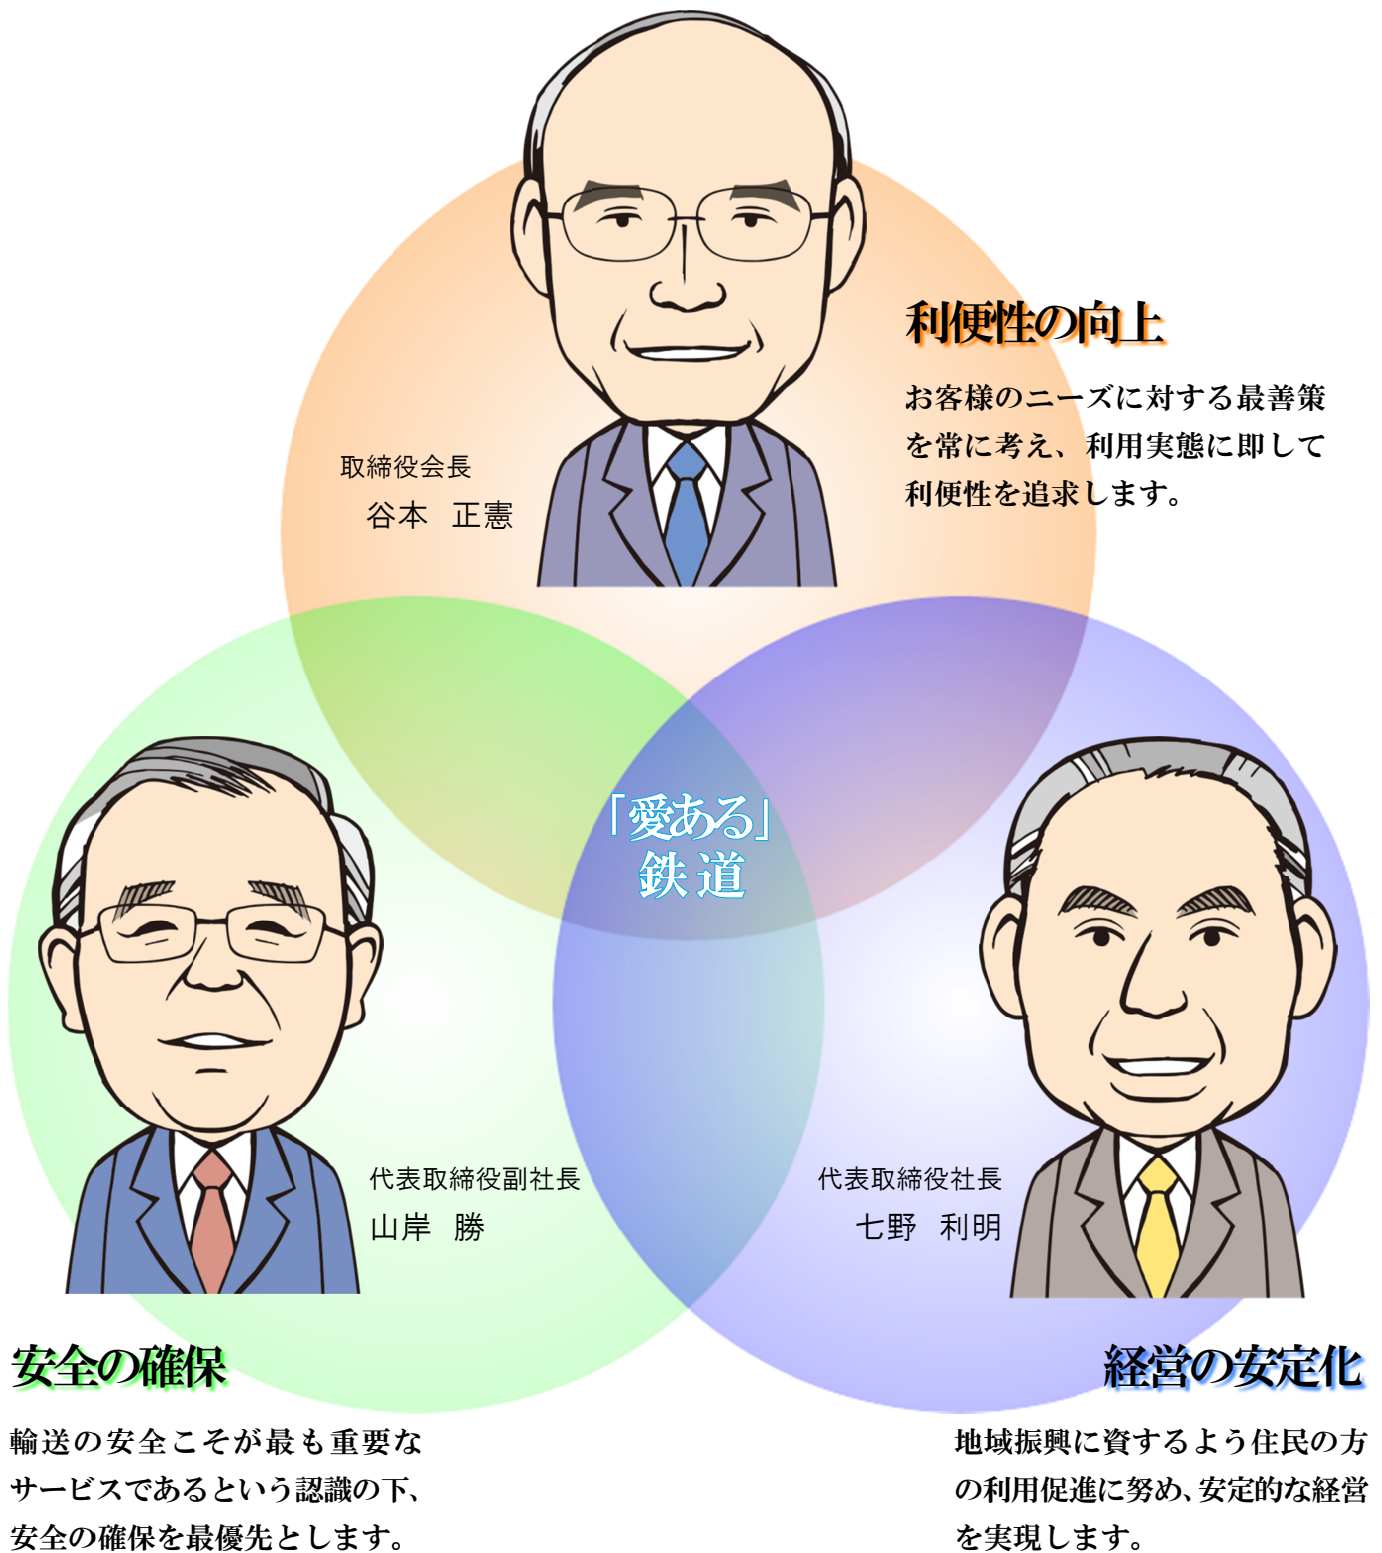 利便性の向上
お客様のニーズに対する最善策
を常に考え、利用実態に即して
利便性を追求します。
取締役会長
谷本 正憲
「愛ある」
鉄道
代表取締役副社長
山岸 勝
代表取締役社長
七野 利明
安全の確保
輸送の安全こそが最も重要な
サービスであるという認識の下、
安全の確保を最優先とします。
経営の安定化
地域振興に資するよう住民の方
の利用促進に努め、安定的な経営
を実現します。